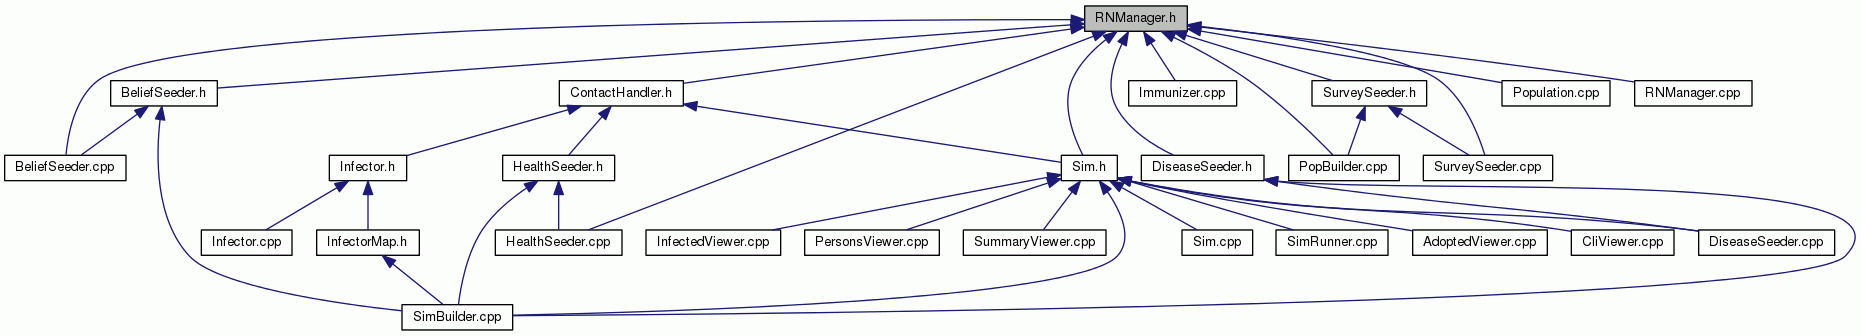 RNManager.h
BeliefSeeder.h
ContactHandler.h
Immunizer.cpp
SurveySeeder.h
Population.cpp
RNManager.cpp
BeliefSeeder.cpp
Infector.h
HealthSeeder.h
Sim.h
DiseaseSeeder.h
PopBuilder.cpp
SurveySeeder.cpp
Infector.cpp
InfectorMap.h
HealthSeeder.cpp
InfectedViewer.cpp
PersonsViewer.cpp
SummaryViewer.cpp
Sim.cpp
SimRunner.cpp
AdoptedViewer.cpp
CliViewer.cpp
DiseaseSeeder.cpp
SimBuilder.cpp